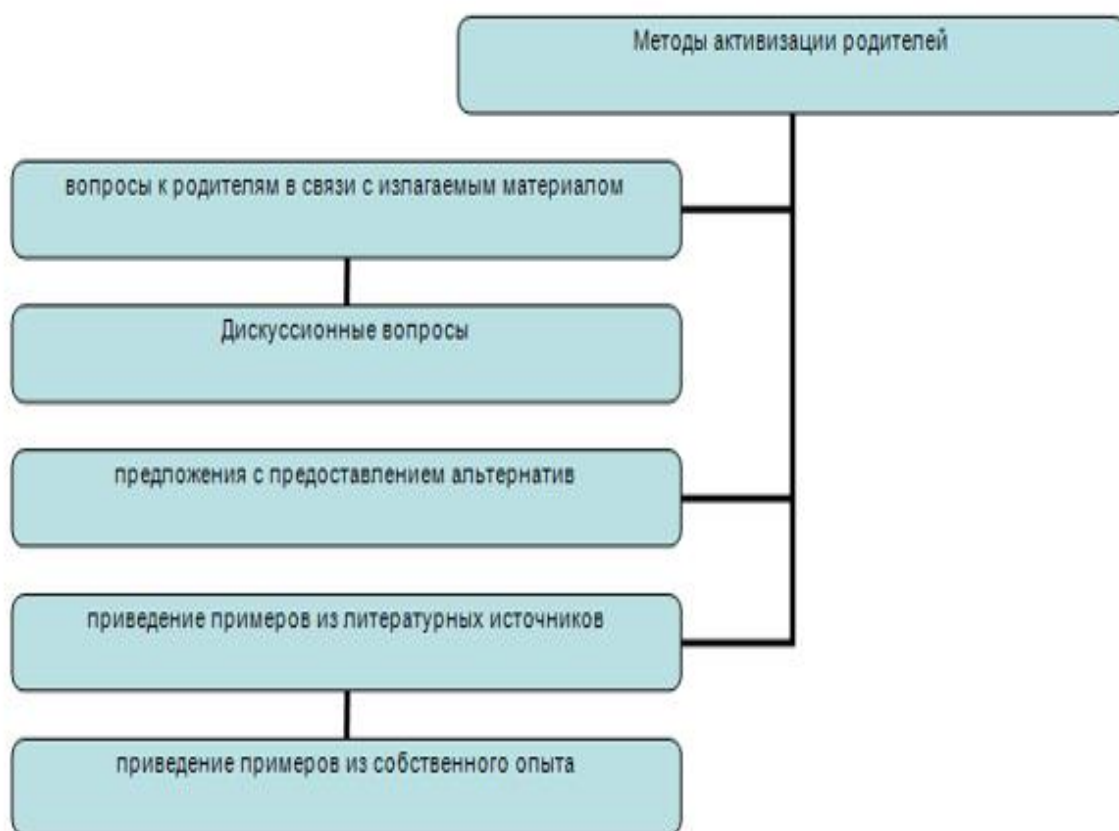 Методы активизации родителей
вопросы к родителям в связи с излагаемым материалом
Дискуссионные вопросы
предложения с предоставлением альтернатив
приведение примеров из литературных источников
приведение примеров из собственного опыта